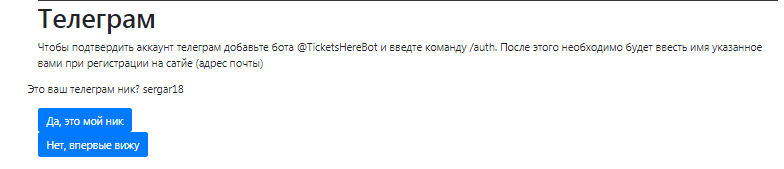 Телеграм
Чтобы подтвердить аккаунт телеграм добавьте бота @TicketsHereBot и введте команду /auth. После этого необходимо будет ввесть имя указанное
вами при регистрации на сатйе (адрес почты)
Это ваш телеграм ник? sergar18
Да, это мой ник
Нет, впервые вижу